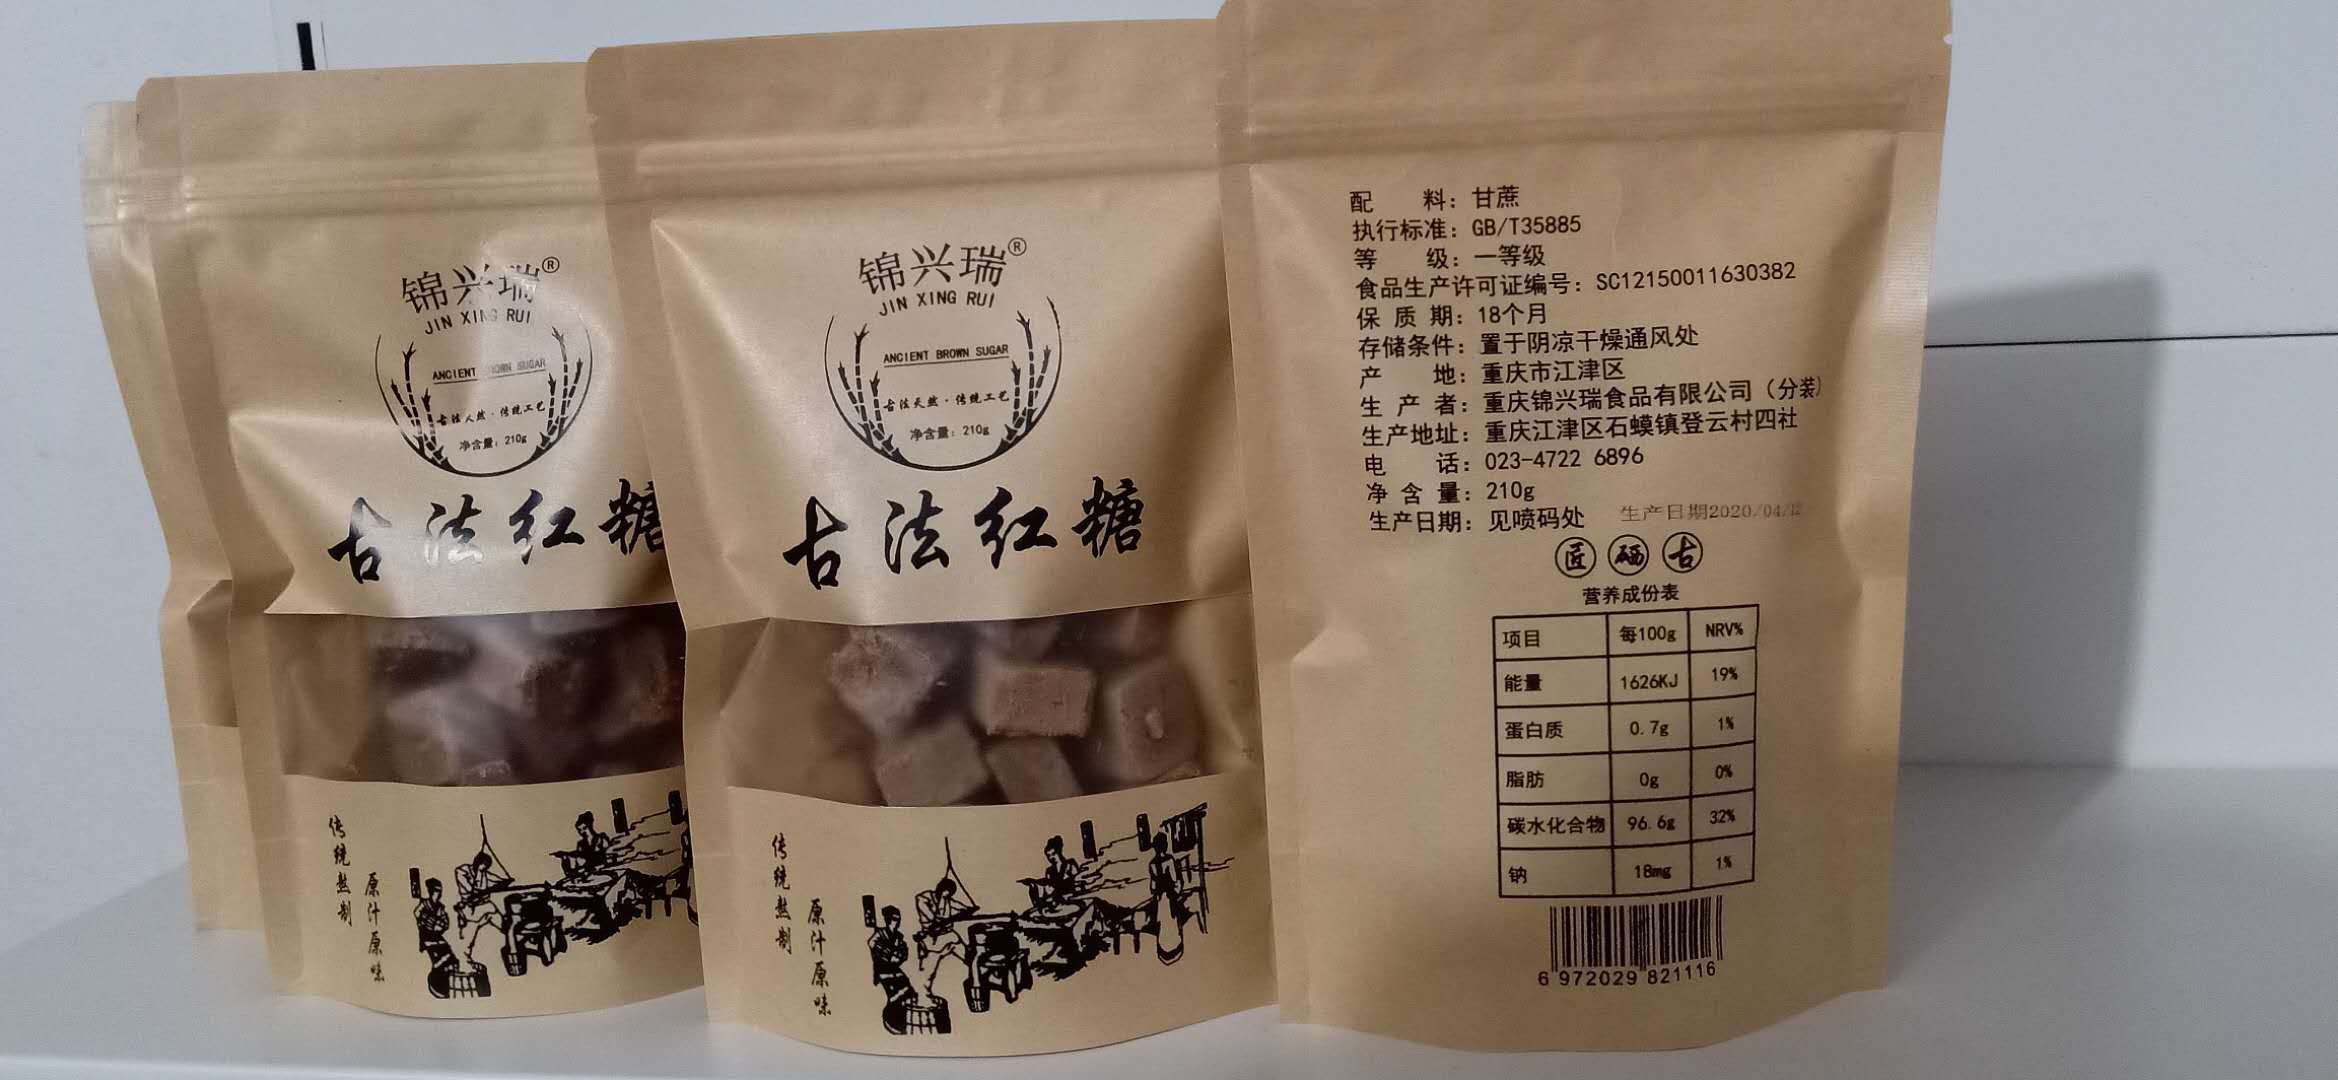 锦兴瑞®
JIN XING RUI
ANCIENT BROWN SUGAR
古法天然·传统工艺
净含量：210g
古法红糖
传统熬制
原汁原味
锦兴瑞®
JIN XING RUI
ANCIENT BROWN SUGAR
古法天然·传统工艺
净含量：210g
古法红糖
传统熬制
原汁原味
配料：甘蔗
执行标准：GB/T35885
等级：一等级
食品生产许可证编号：SC12150011630382
保质期：18个月
存储条件：置于阴凉干燥通风处
产地：重庆市江津区
生产者：重庆锦兴瑞食品有限公司（分装）
生产地址：重庆江津区石蟆镇登云村四社
电话：023-4722 6896
净含量：210g
生产日期：见喷码处 生产日期2020/04/12
匠 硒 古
营养成份表
项目 每100g NRV%
能量 1626KJ 19%
蛋白质 0.7g 1%
脂肪 0g 0%
碳水化合物 96.6g 32%
钠 18mg 1%
6 972029 821116